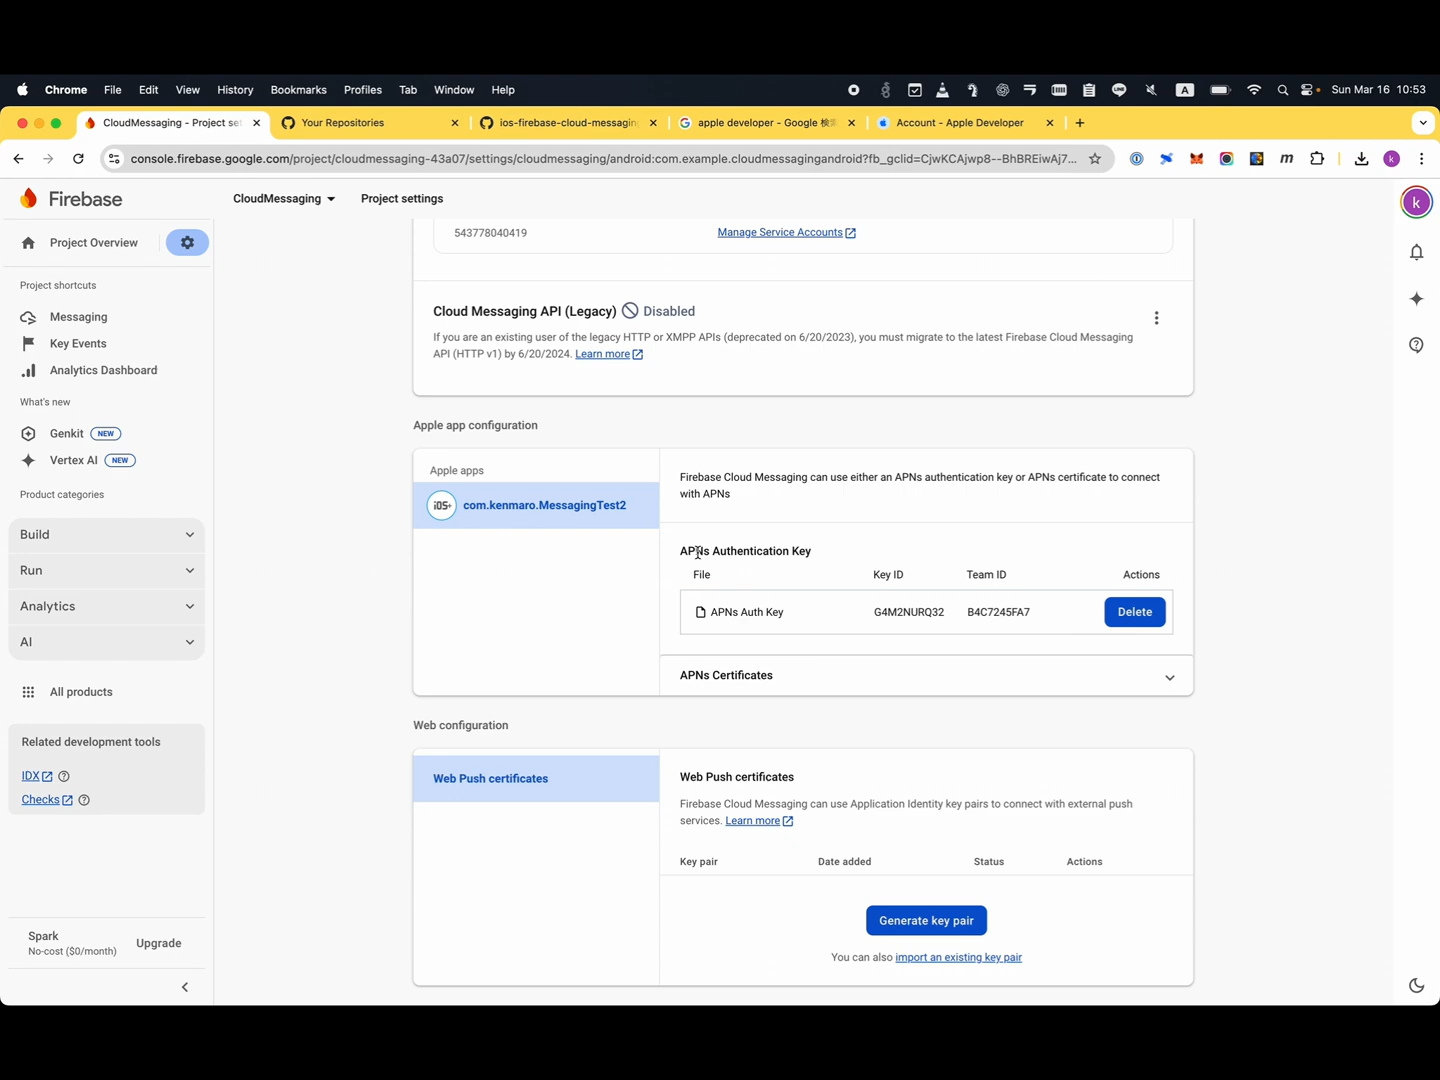 Chrome File Edit View History Bookmarks Profiles Tab Window Help A Sun Mar 16 10:53
CloudMessaging - Project set
Your Repositories
ios-firebase-cloud-messaging
apple developer - Google 検索
Account - Apple Developer
console.firebase.google.com/project/cloudmessaging-43a07/settings/cloudmessaging/android:com.example.cloudmessagingandroid?fb_gclid=CjwKCAjwp8--BhBREiwAj7...
m
k
Firebase
CloudMessaging
Project settings
k
Project Overview
Project shortcuts
Messaging
Key Events
Analytics Dashboard
What's new
Genkit NEW
Vertex AI NEW
Product categories
Build
Run
Analytics
AI
All products
Related development tools
IDX
Checks
Spark
No-cost ($0/month)
Upgrade
543778040419
Manage Service Accounts
Cloud Messaging API (Legacy) Disabled
If you are an existing user of the legacy HTTP or XMPP APIs (deprecated on 6/20/2023), you must migrate to the latest Firebase Cloud Messaging
API (HTTP v1) by 6/20/2024. Learn more
Apple app configuration
Apple apps
iOS+ com.kenmaro.MessagingTest2
Firebase Cloud Messaging can use either an APNs authentication key or APNs certificate to connect
with APNs
APNs Authentication Key
File Key ID Team ID Actions
APNs Auth Key G4M2NURQ32 B4C7245FA7 Delete
APNs Certificates
Web configuration
Web Push certificates
Web Push certificates
Firebase Cloud Messaging can use Application Identity key pairs to connect with external push
services. Learn more
Key pair Date added Status Actions
Generate key pair
You can also import an existing key pair